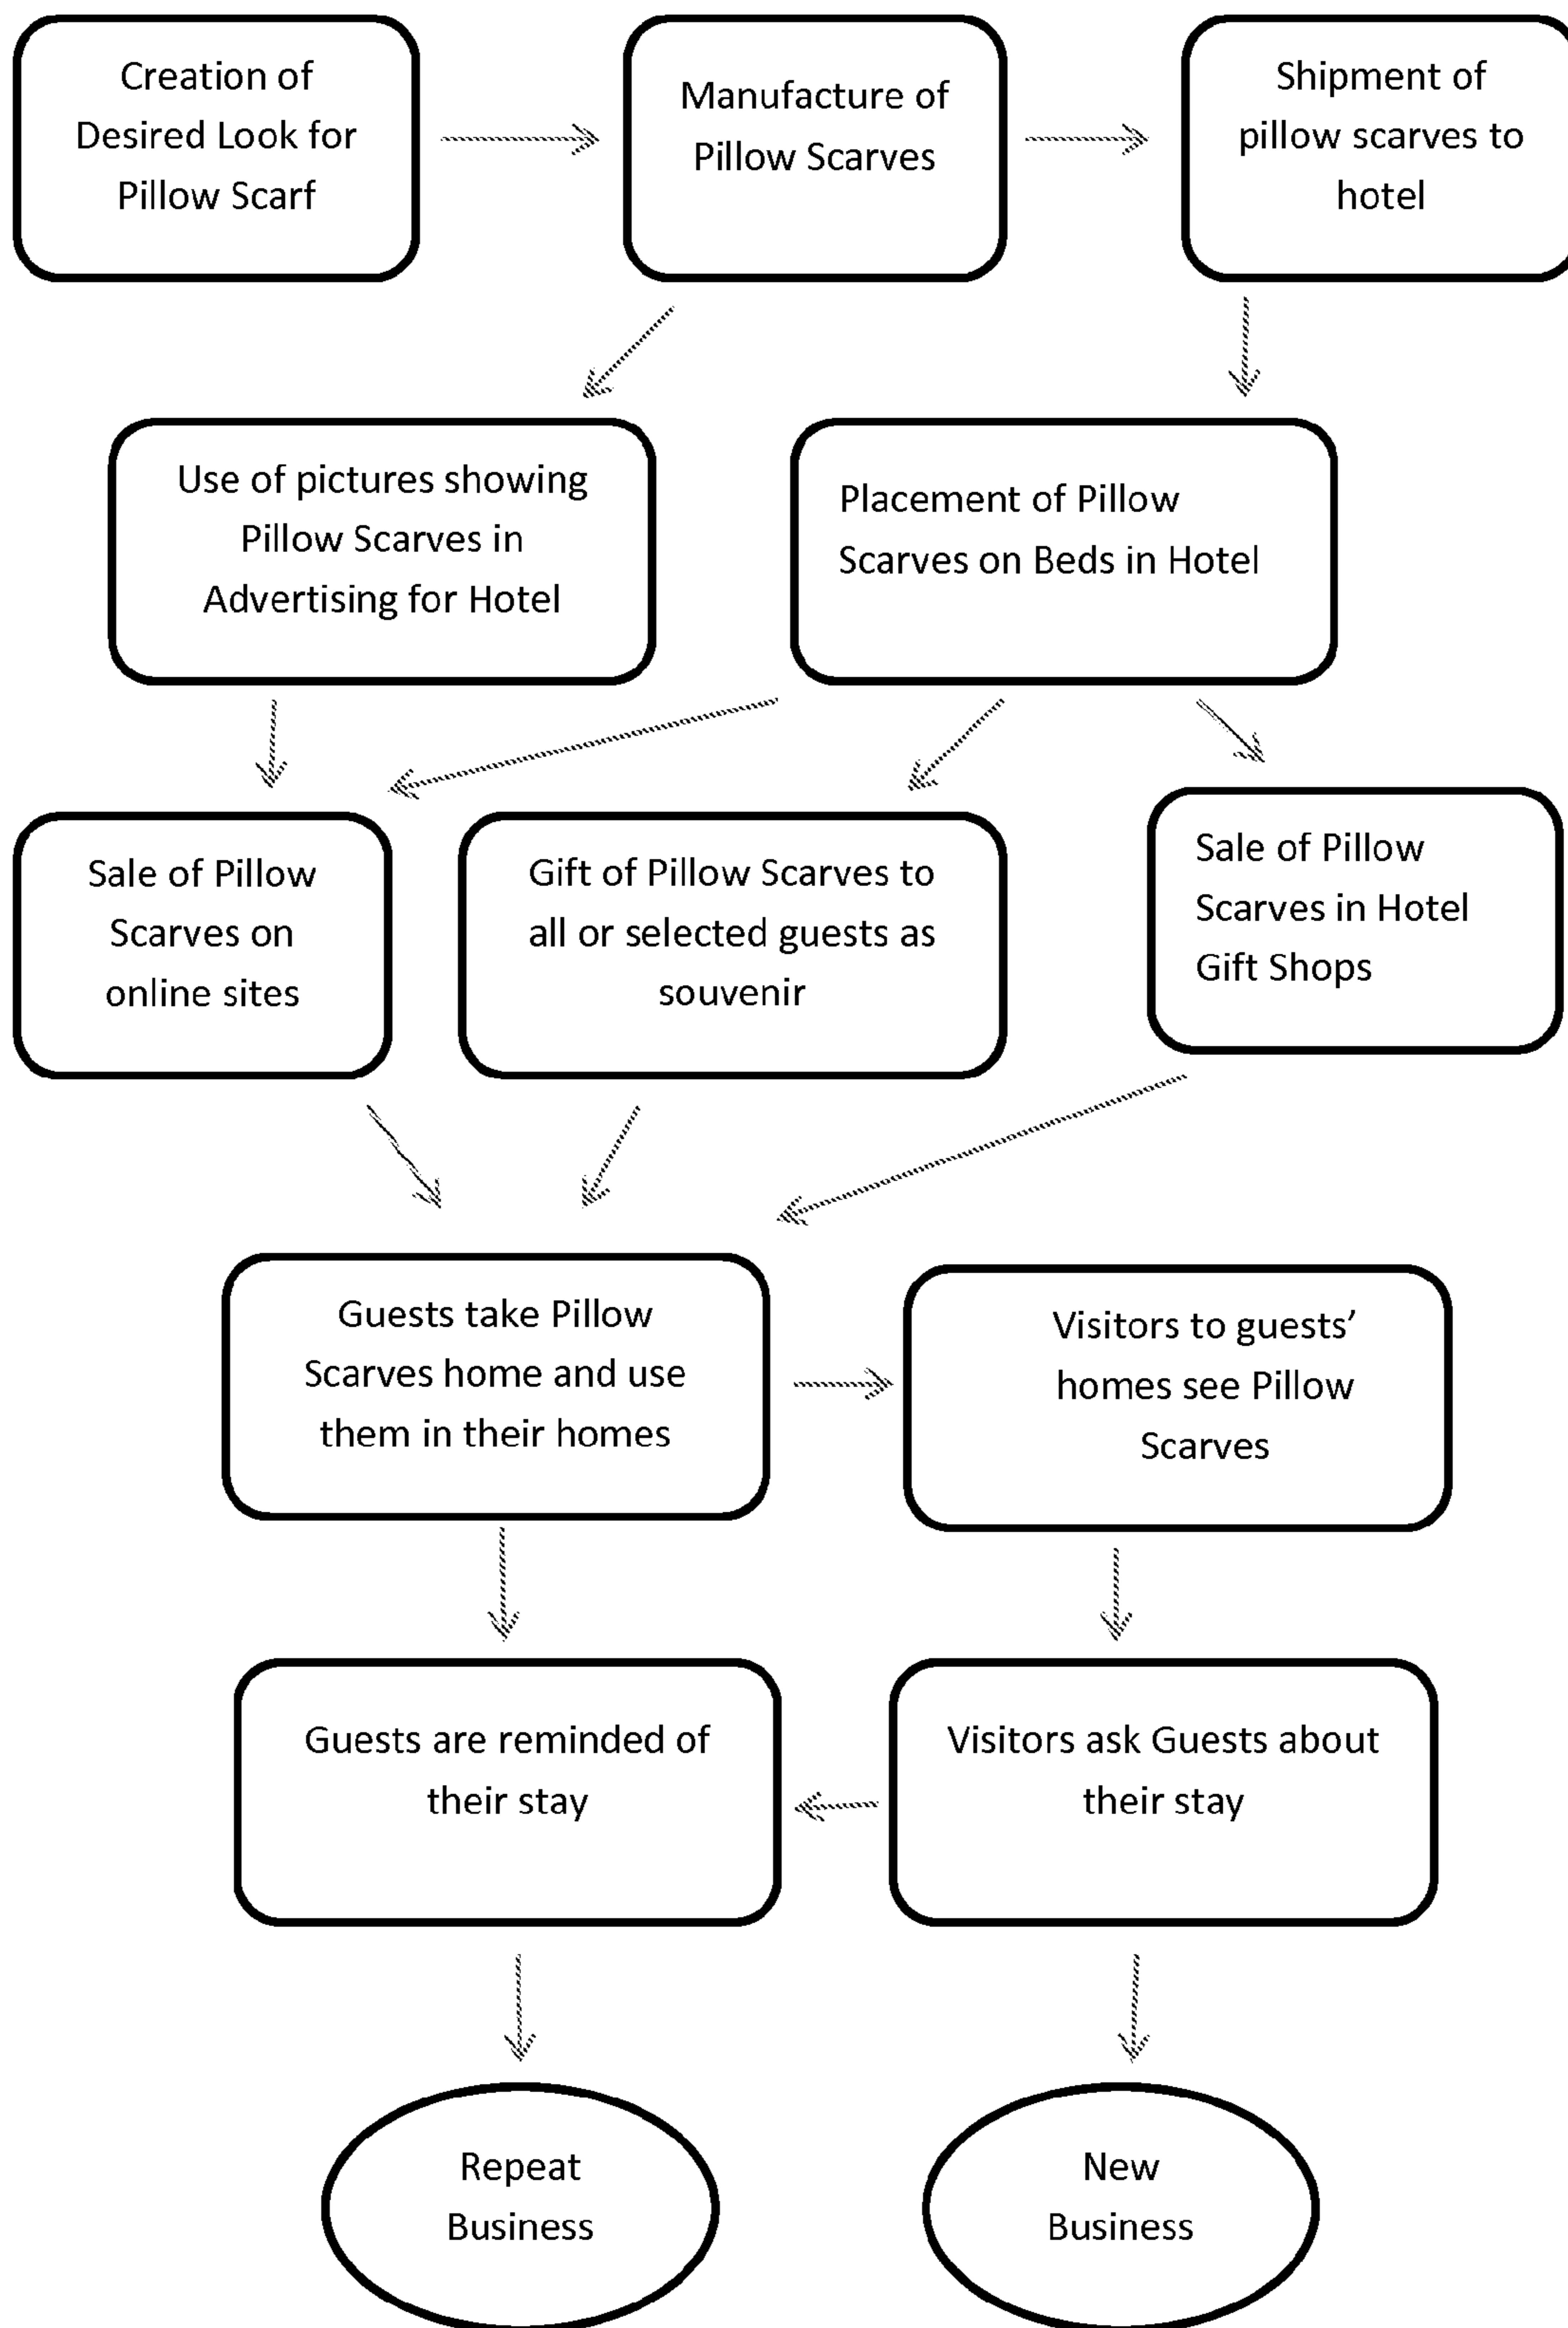 Creation of
Desired Look for
Pillow Scarf
Manufacture of
Pillow Scarves
Shipment of
pillow scarves to
hotel
Use of pictures showing
Pillow Scarves in
Advertising for Hotel
Placement of Pillow
Scarves on Beds in Hotel
Sale of Pillow
Scarves on
online sites
Gift of Pillow Scarves to
all or selected guests as
souvenir
Sale of Pillow
Scarves in Hotel
Gift Shops
Guests take Pillow
Scarves home and use
them in their homes
Visitors to guests’
homes see Pillow
Scarves
Guests are reminded of
their stay
Visitors ask Guests about
their stay
Repeat
Business
New
Business